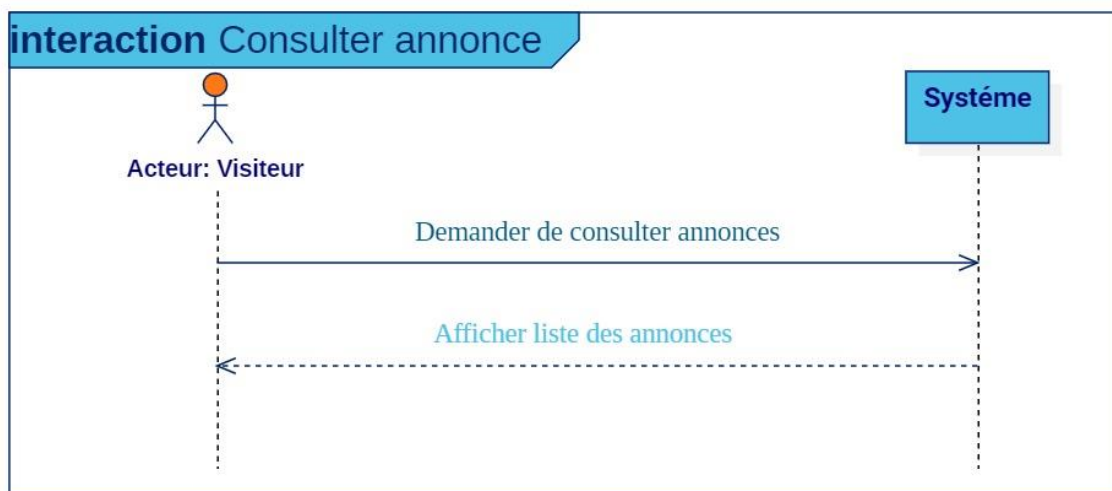 interaction Consulter annonce
Systéme
Acteur: Visiteur
Demander de consulter annonces
Afficher liste des annonces